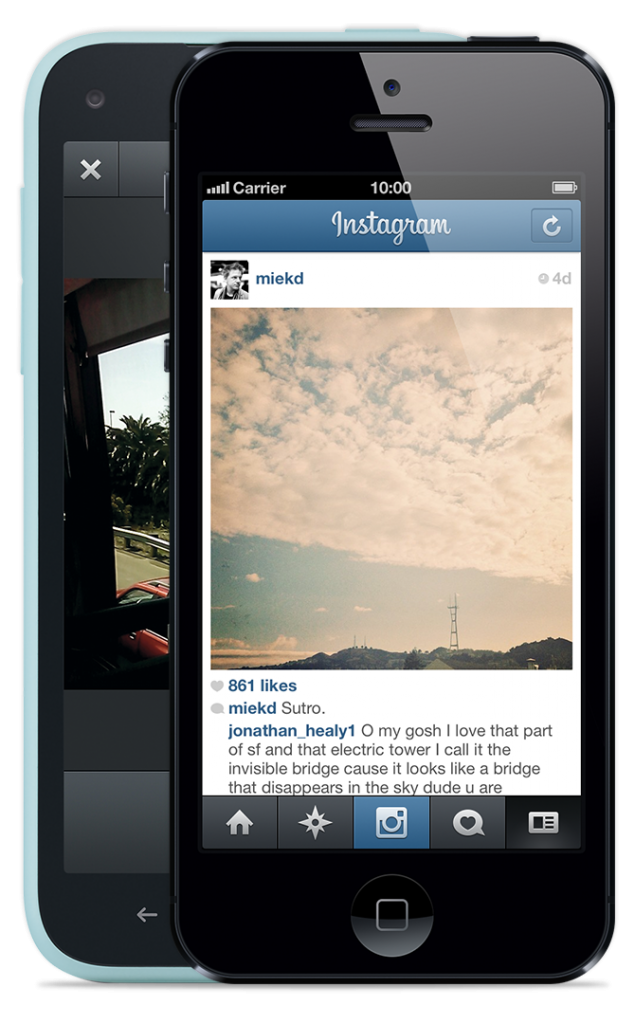 Carrier 10:00
Instagram
miekd 4d
861 likes
miekd Sutro.
jonathan_healy1 O my gosh I love that part
of sf and that electric tower I call it the
invisible bridge cause it looks like a bridge
that disappears in the sky dude u are